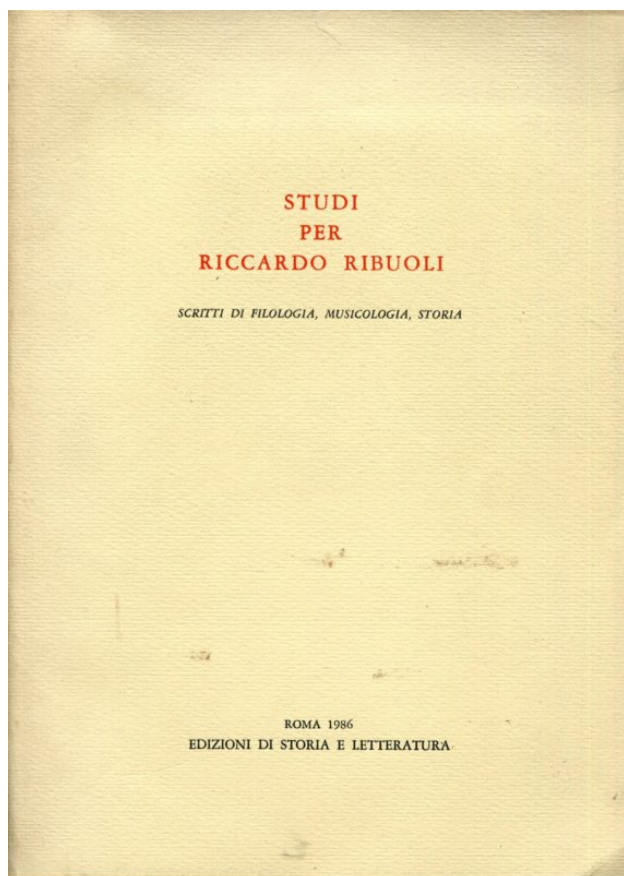 STUDI
PER
RICCARDO RIBUOLI
SCRITTI DI FILOLOGIA, MUSICOLOGIA, STORIA
ROMA 1986
EDIZIONI DI STORIA E LETTERATURA